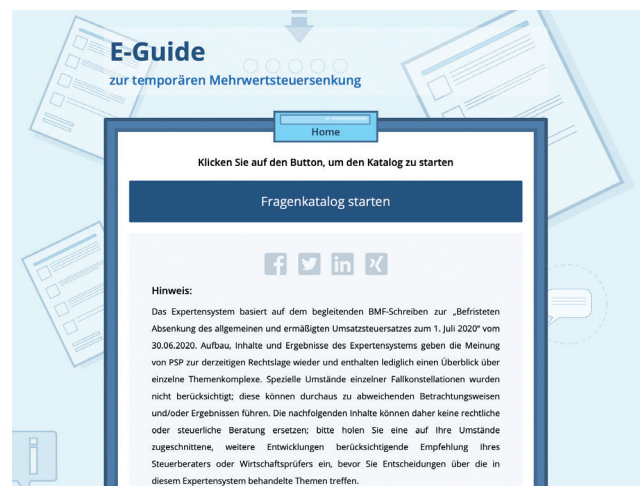 E-Guide
zur temporären Mehrwertsteuersenkung
Home
Klicken Sie auf den Button, um den Katalog zu starten
Fragenkatalog starten
Hinweis:
Das Expertensystem basiert auf dem begleitenden BMF-Schreiben zur „Befristeten
Absenkung des allgemeinen und ermäßigten Umsatzsteuersatzes zum 1. Juli 2020“ vom
30.06.2020. Aufbau, Inhalte und Ergebnisse des Expertensystems geben die Meinung
von PSP zur derzeitigen Rechtslage wieder und enthalten lediglich einen Überblick über
einzelne Themenkomplexe. Spezielle Umstände einzelner Fallkonstellationen wurden
nicht berücksichtigt; diese können durchaus zu abweichenden Betrachtungsweisen
und/oder Ergebnissen führen. Die nachfolgenden Inhalte können daher keine rechtliche
oder steuerliche Beratung ersetzen; bitte holen Sie eine auf Ihre Umstände
zugeschnittene, weitere Entwicklungen berücksichtigende Empfehlung Ihres
Steuerberaters oder Wirtschaftsprüfers ein, bevor Sie Entscheidungen über die in
diesem Expertensystem behandelte Themen treffen.